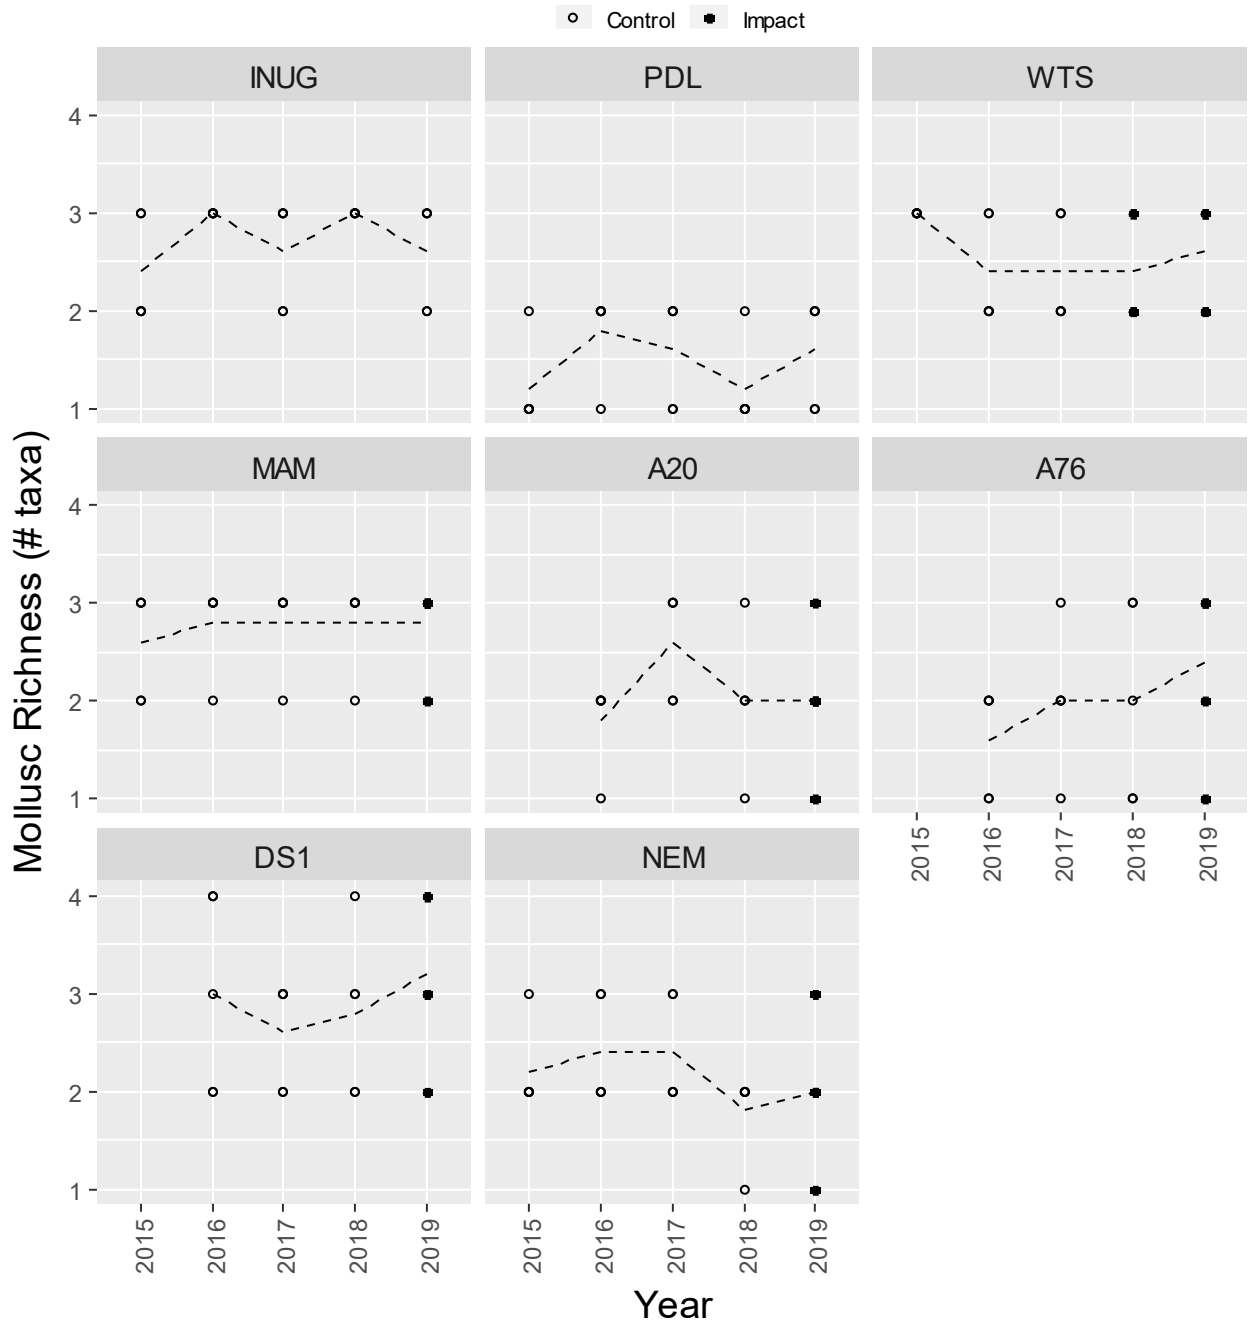 Control Impact
INUG PDL WTS
4
3
2
1
MAM A20 A76
4
3
2
1
2015 2016 2017 2018 2019
DS1 NEM
4
3
2
1
2015 2016 2017 2018 2019 2015 2016 2017 2018 2019
Year
Mollusc Richness (# taxa)